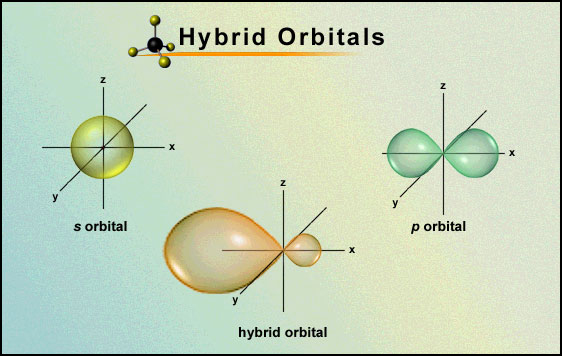 Hybrid Orbitals
z
x
y
s orbital
z
x
y
p orbital
z
x
y
hybrid orbital